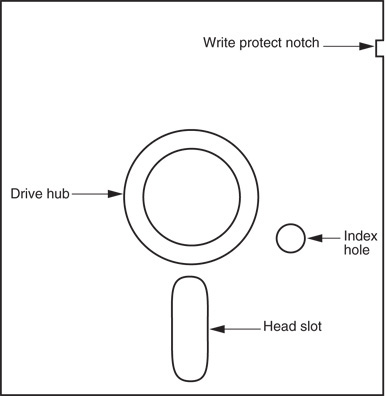 Write protect notch
Drive hub
Index
hole
Head slot